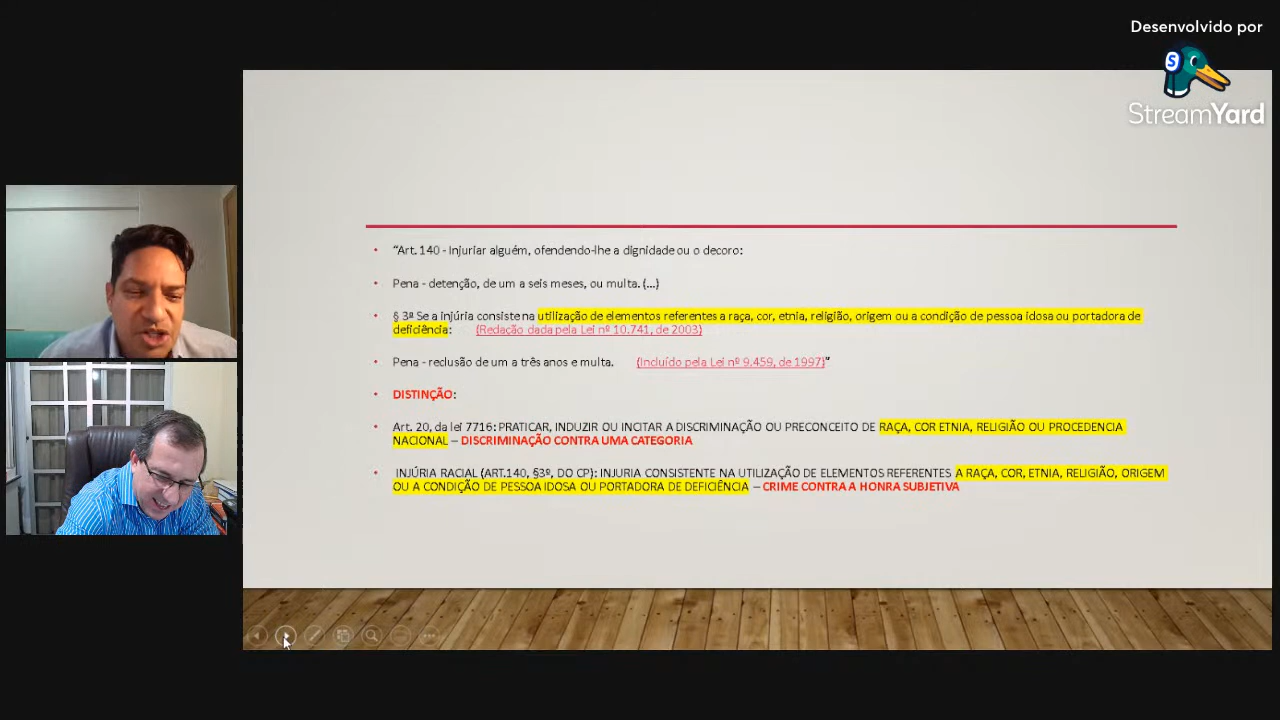 Desenvolvido por
StreamYard
• "Art. 140 - Injuriar alguém, ofendendo-lhe a dignidade ou o decoro:
• Pena - detenção, de um a seis meses, ou multa. (...)
• § 3º Se a injúria consiste na utilização de elementos referentes a raça, cor, etnia, religião, origem ou a condição de pessoa idosa ou portadora de
deficiência: (Redação dada pela Lei nº 10.741, de 2003)
• Pena - reclusão de um a três anos e multa. (Incluído pela Lei nº 9.459, de 1997)"
• DISTINÇÃO:
• Art. 20, da lei 7716: PRATICAR, INDUZIR OU INCITAR A DISCRIMINAÇÃO OU PRECONCEITO DE RAÇA, COR ETNIA, RELIGIÃO OU PROCEDENCIA
NACIONAL – DISCRIMINAÇÃO CONTRA UMA CATEGORIA
• INJÚRIA RACIAL (ART.140, §3º, DO CP): INJURIA CONSISTENTE NA UTILIZAÇÃO DE ELEMENTOS REFERENTES A RAÇA, COR, ETNIA, RELIGIÃO, ORIGEM
OU A CONDIÇÃO DE PESSOA IDOSA OU PORTADORA DE DEFICIÊNCIA – CRIME CONTRA A HONRA SUBJETIVA